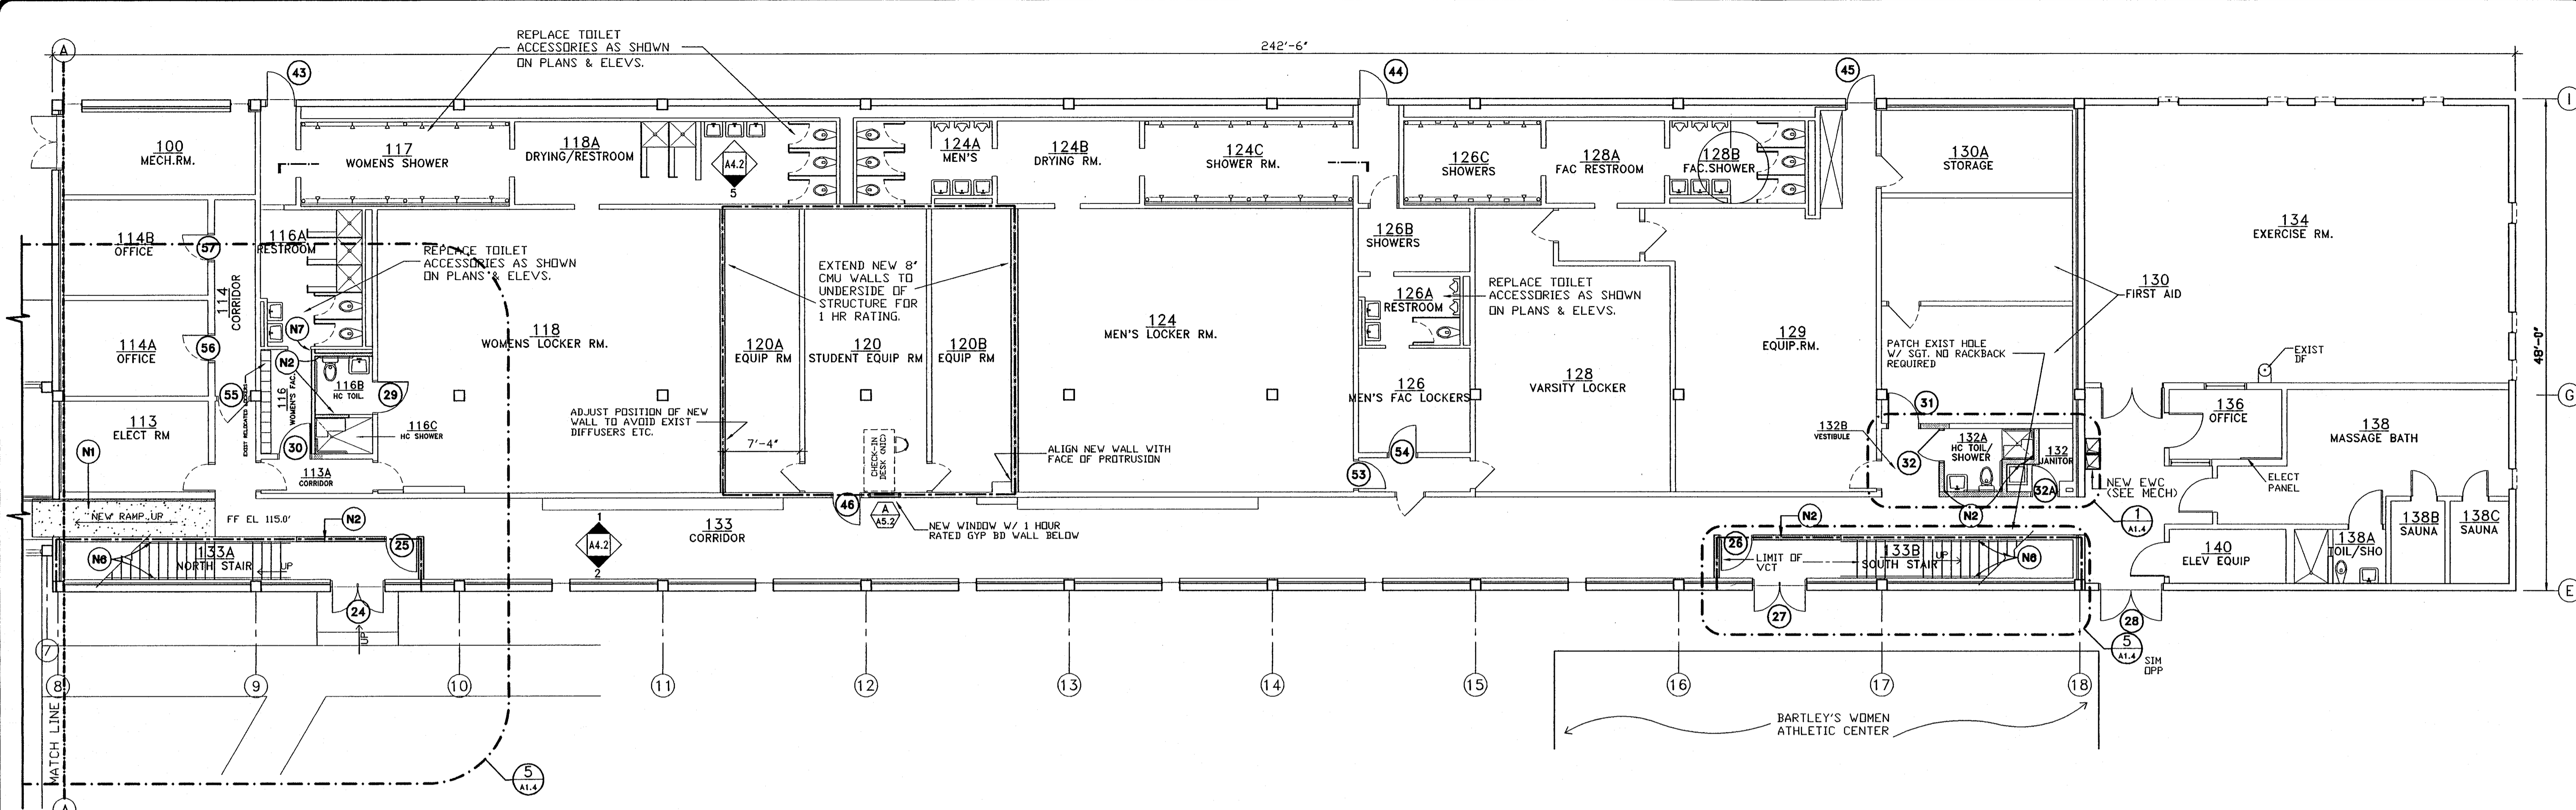 REPLACE TOILET
ACCESSORIES AS SHOWN
ON PLANS & ELEVS.
242'-6"
A
43
44
45
I
100
MECH.RM.
117
WOMENS SHOWER
118A
DRYING/RESTROOM
A4.2
5
124A
MEN'S
124B
DRYING RM.
124C
SHOWER RM.
126C
SHOWERS
128A
FAC RESTROOM
128B
FAC.SHOWER
130A
STORAGE
114B
OFFICE
57
114
CORRIDOR
116A
RESTROOM
REPLACE TOILET
ACCESSORIES AS SHOWN
ON PLANS & ELEVS.
EXTEND NEW 8"
CMU WALLS TO
UNDERSIDE OF
STRUCTURE FOR
1 HR RATING.
126B
SHOWERS
134
EXERCISE RM.
130
FIRST AID
126A
RESTROOM
REPLACE TOILET
ACCESSORIES AS SHOWN
ON PLANS & ELEVS.
114A
OFFICE
56
N7
N2
118
WOMENS LOCKER RM.
120A
EQUIP RM
120
STUDENT EQUIP RM
120B
EQUIP RM
124
MEN'S LOCKER RM.
129
EQUIP.RM.
PATCH EXIST HOLE
W/ SGT. NO RACKBACK
REQUIRED
EXIST
DF
48'-0"
55
EXIST RELOCATED LOCKERS
116
WOMEN'S FAC.
116B
HC TOIL.
29
126
MEN'S FAC LOCKERS
128
VARSITY LOCKER
31
136
OFFICE
G
113
ELECT RM
N1
116C
HC SHOWER
30
ADJUST POSITION OF NEW
WALL TO AVOID EXIST
DIFFUSERS ETC.
7'-4"
CHECK-IN
DESK (NIC)
ALIGN NEW WALL WITH
FACE OF PROTRUSION
54
53
132B
VESTIBULE
32
132A
HC TOIL/
SHOWER
132
JANITOR
32A
138
MASSAGE BATH
ELECT
PANEL
113A
CORRIDOR
NEW EWC
(SEE MECH)
NEW RAMP UP
FF EL 115.0'
N2
46
A
A5.2
NEW WINDOW W/ 1 HOUR
RATED GYP BD WALL BELOW
1
A4.2
2
133
CORRIDOR
N2
N2
1
A1.4
138A
TOIL/SHO
138B
SAUNA
138C
SAUNA
N6
133A
NORTH STAIR
UP
25
26
LIMIT OF
VCT
133B
SOUTH STAIR
UP
N6
140
ELEV EQUIP
E
24
UP
27
28
5
A1.4
SIM
OPP
7
8
9
10
11
12
13
14
15
16
17
18
MATCH LINE
BARTLEY'S WOMEN
ATHLETIC CENTER
5
A1.4
A